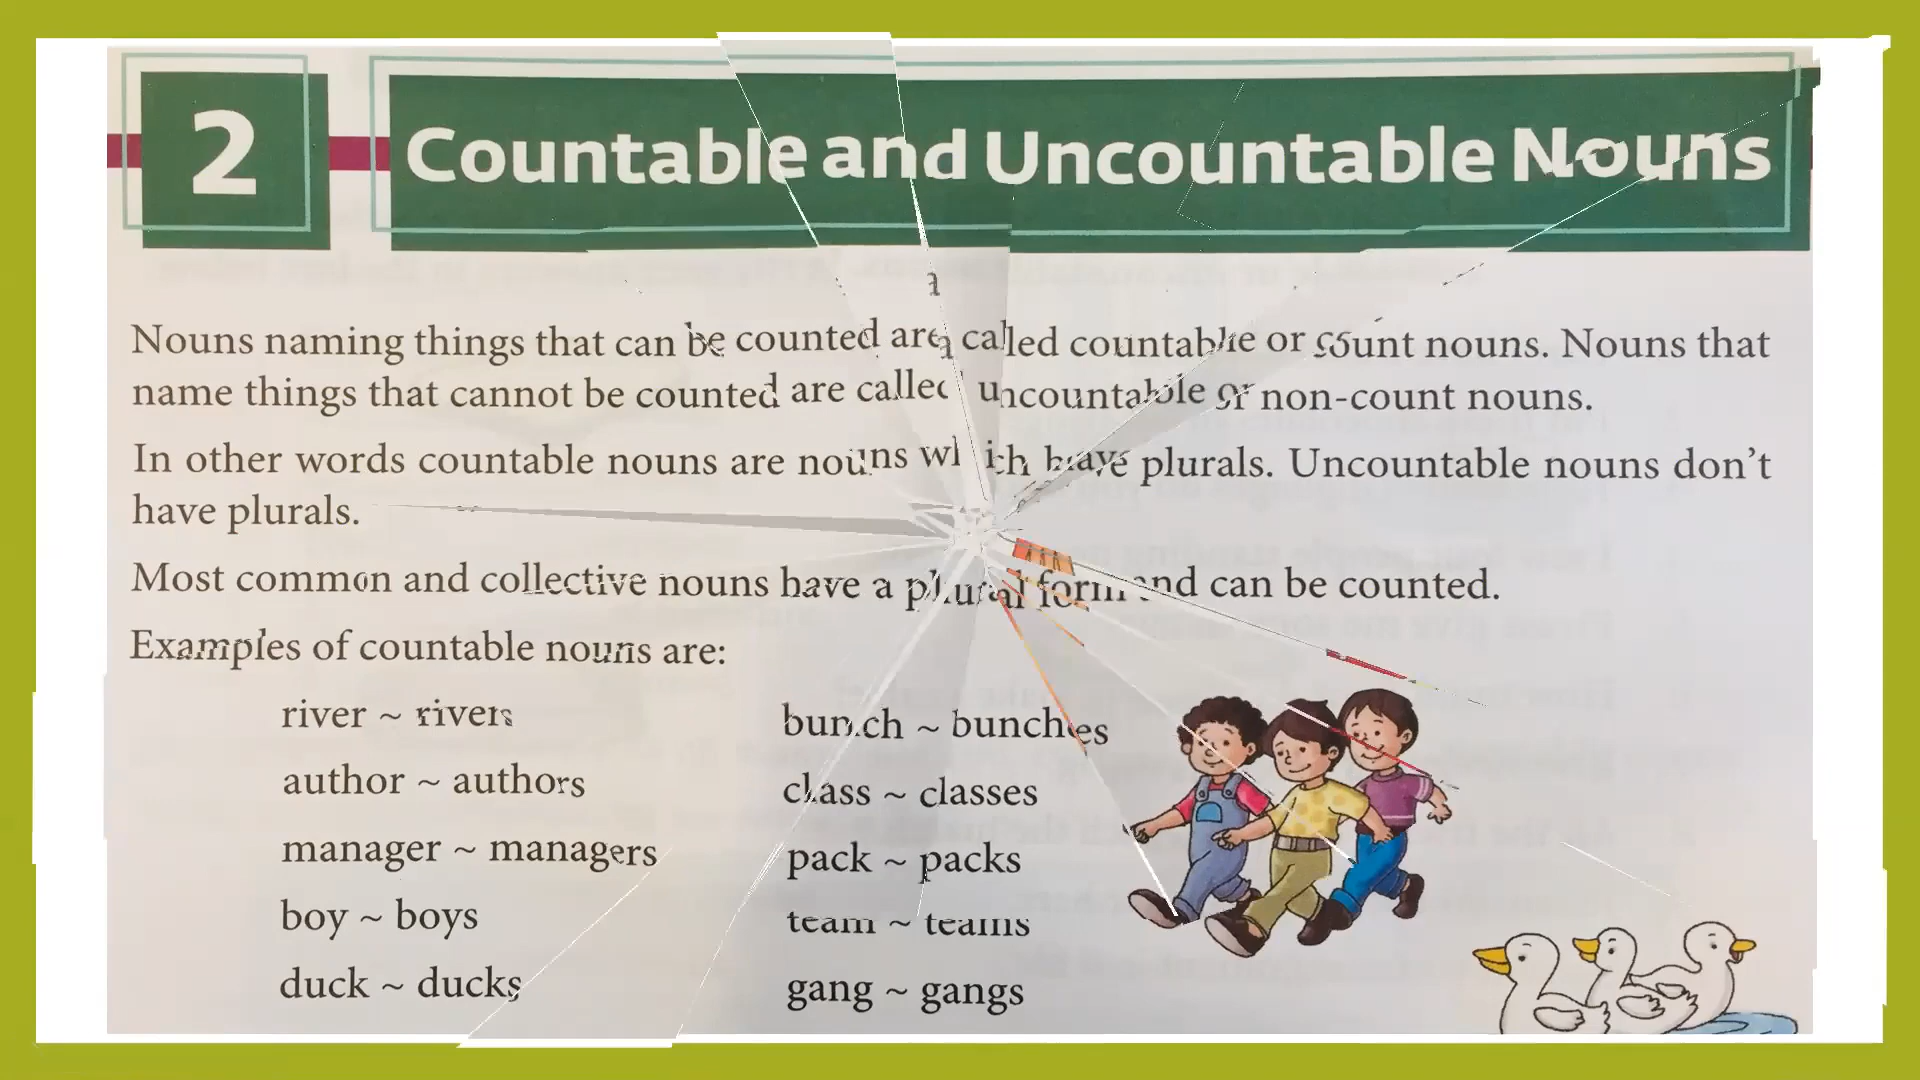 2
Countable and Uncountable Nouns
Nouns naming things that can be counted are called countable or count nouns. Nouns that
name things that cannot be counted are called uncountable or non-count nouns.
In other words countable nouns are nouns which have plurals. Uncountable nouns don't
have plurals.
Most common and collective nouns have a plural form and can be counted.
Examples of countable nouns are:
river ~ rivers
author ~ authors
manager ~ managers
boy ~ boys
duck ~ ducks
bunch ~ bunches
class ~ classes
pack ~ packs
team ~ teams
gang ~ gangs